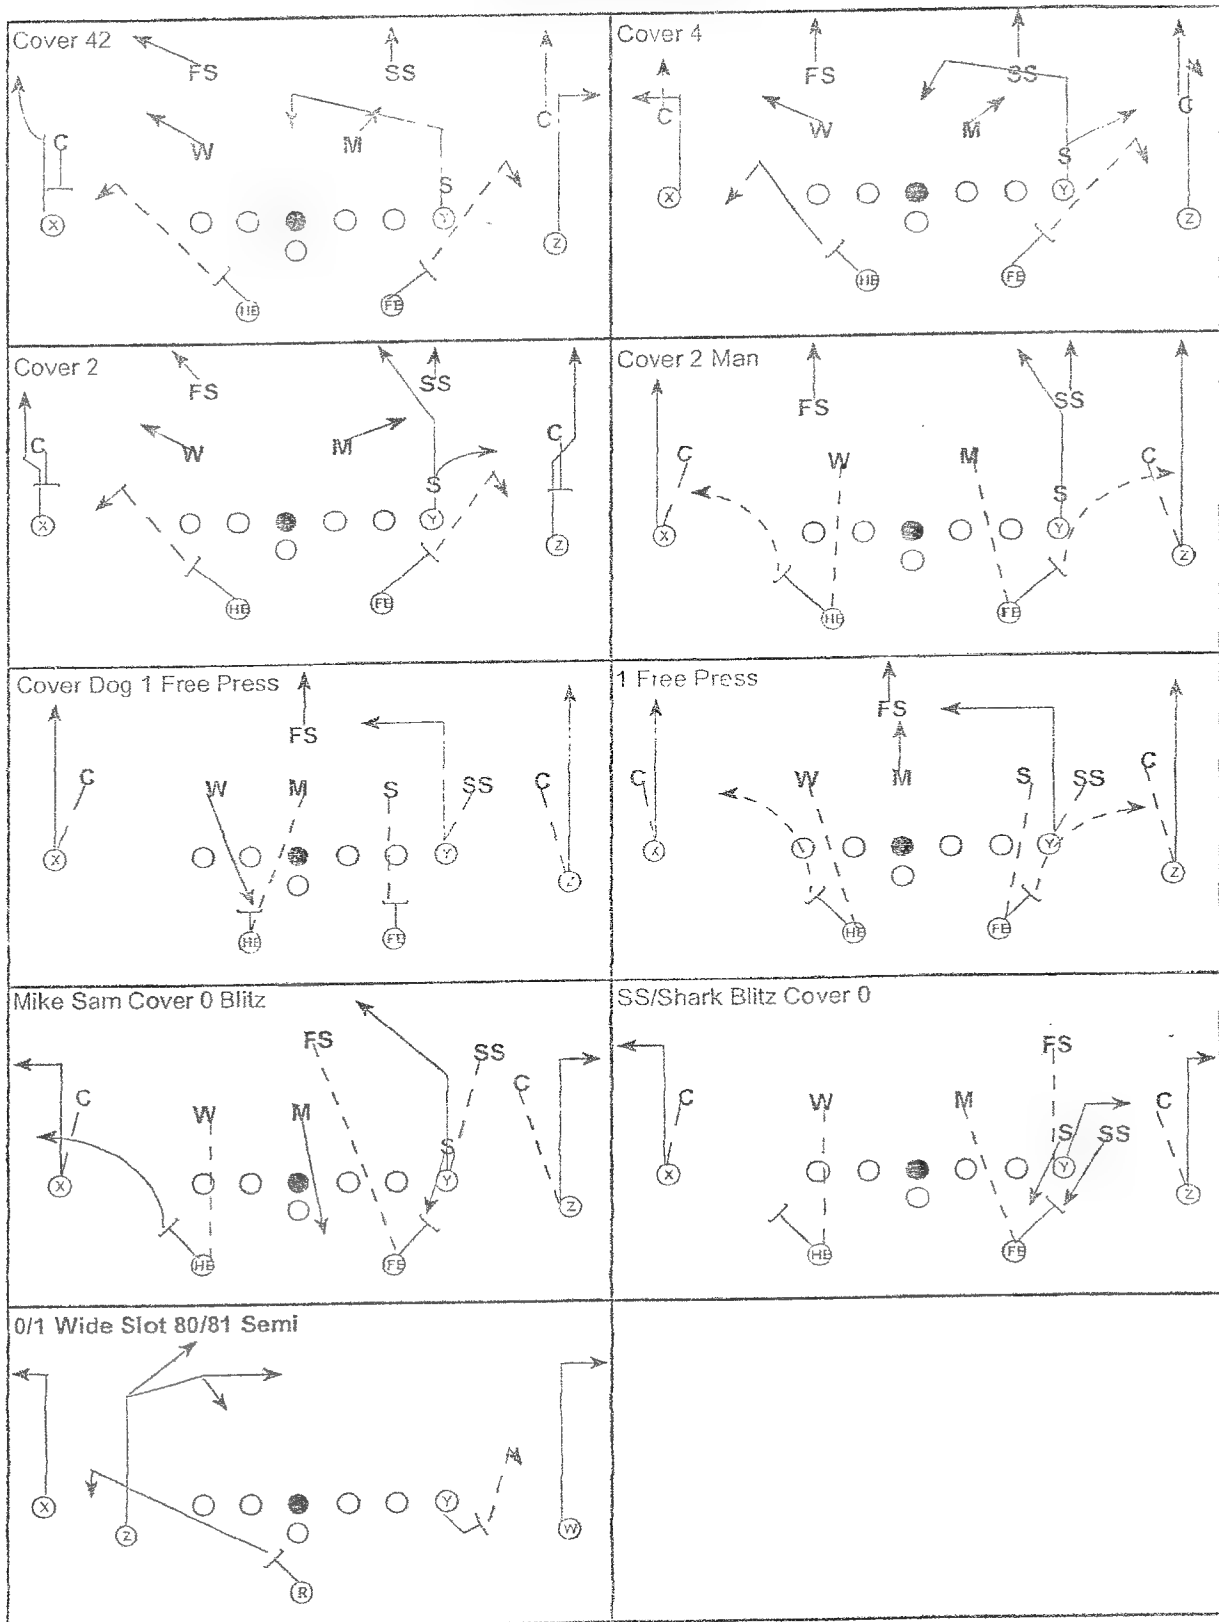 Cover 42
FS
SS
C
C
W
M
S
X
Y
Z
HB
FB
Cover 4
FS
SS
C
C
W
M
S
X
Y
Z
HB
FB
Cover 2
FS
SS
C
C
W
M
S
X
Y
Z
HB
FB
Cover 2 Man
FS
SS
C
C
W
M
S
X
Y
Z
HB
FB
Cover Dog 1 Free Press
FS
C
W
M
S
SS
C
X
Y
Z
HB
FB
1 Free Press
FS
C
W
M
S
SS
C
X
Y
Z
HB
FB
Mike Sam Cover 0 Blitz
FS
SS
C
C
W
M
S
X
Y
Z
HB
FB
SS/Shark Blitz Cover 0
FS
C
W
M
C
S
SS
X
Y
Z
HB
FB
0/1 Wide Slot 80/81 Semi
X
Y
Z
W
R